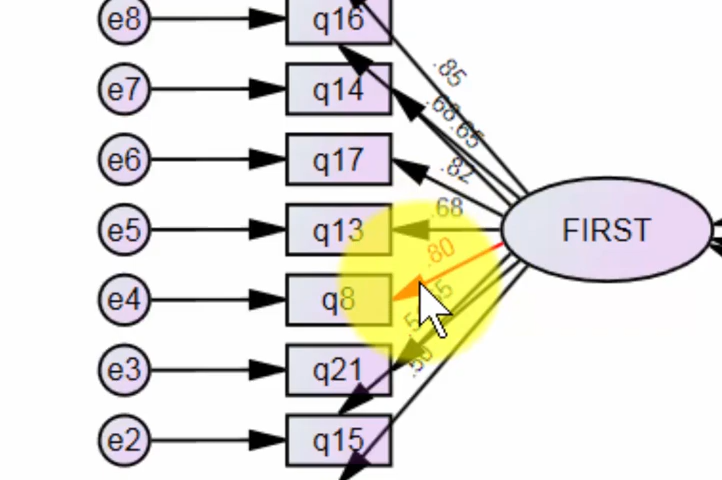 e8
q16
.85
e7
q14
.68
.65
e6
q17
.82
.68
e5
q13
FIRST
.80
e4
q8
e3
q21
.50
e2
q15